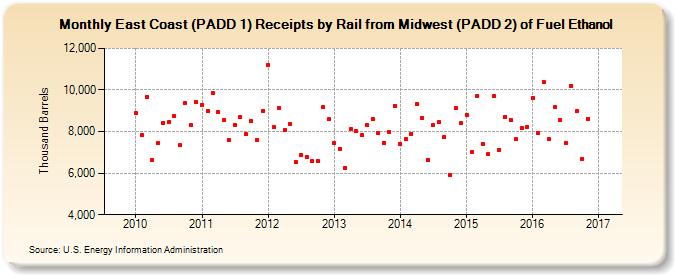 Monthly East Coast (PADD 1) Receipts by Rail from Midwest (PADD 2) of Fuel Ethanol
Thousand Barrels
12,000
10,000
8,000
6,000
4,000
2010 2011 2012 2013 2014 2015 2016 2017
Source: U.S. Energy Information Administration